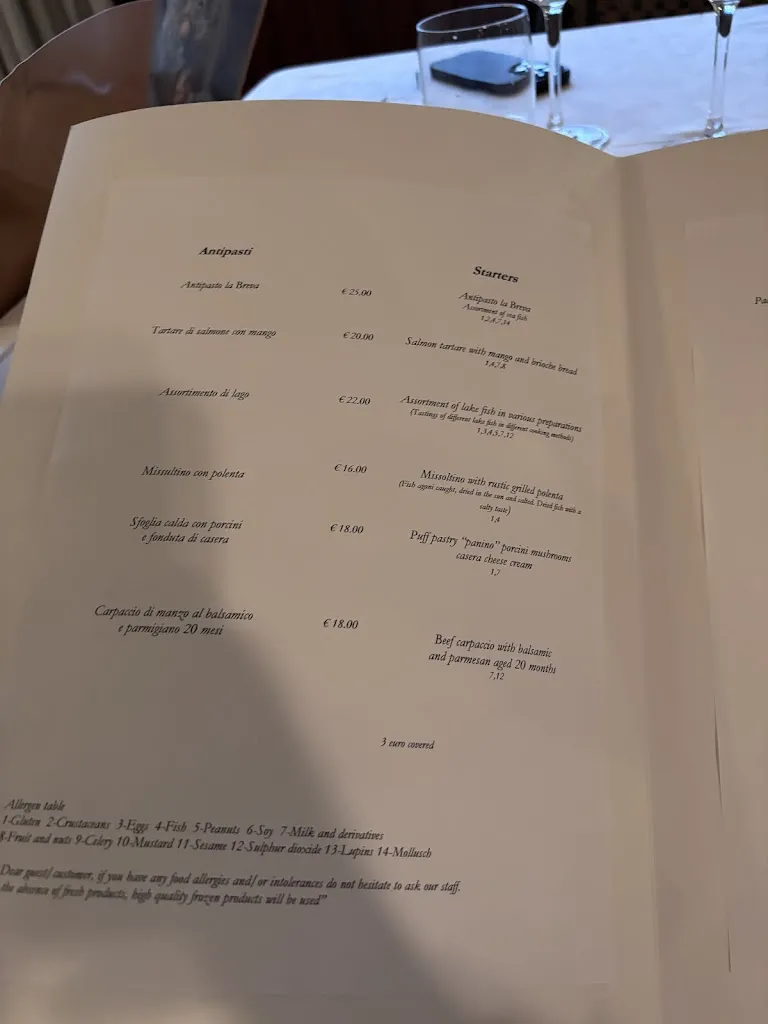 Antipasti
Starters
Antipasto la Breva
€ 25.00
Antipasto la Breva
Assortment of sea fish
Tartare di salmone con mango
€ 20.00
Salmon tartare with mango and brioche bread
1,4,7,8
Assortimento di lago
€ 22.00
Assortment of lake fish in various preparations
(Tastings of different lake fish in different cooking methods)
1,3,4,5,7,12
Missultino con polenta
€ 16.00
Missoltino with rustic grilled polenta
(Fish agoni caught, dried in the sun and salted. Dried fish with a
salty taste)
1,4
Sfoglia calda con porcini
e fonduta di casera
€ 18.00
Puff pastry "panino" porcini mushrooms
casera cheese cream
1,7
Carpaccio di manzo al balsamico
e parmigiano 20 mesi
€ 18.00
Beef carpaccio with balsamic
and parmesan aged 20 months
7,12
3 euro covered
Allergen table
1-Gluten 2-Crustaceans 3-Eggs 4-Fish 5-Peanuts 6-Soy 7-Milk and derivatives
8-Fruit and nuts 9-Celery 10-Mustard 11-Sesame 12-Sulphur dioxide 13-Lupins 14-Mollusch
Dear guest/customer, if you have any food allergies and/or intolerances do not hesitate to ask our staff.
the absence of fresh products, high quality frozen products will be used"